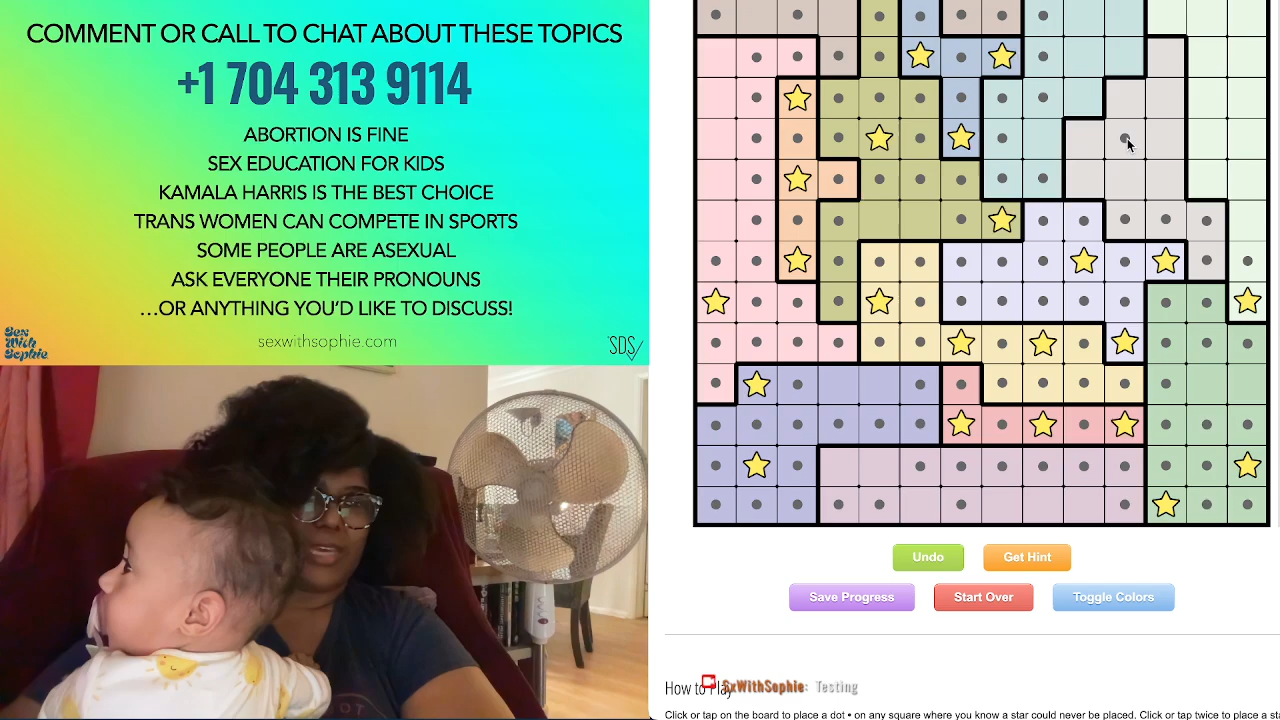 COMMENT OR CALL TO CHAT ABOUT THESE TOPICS
+1 704 313 9114
ABORTION IS FINE
SEX EDUCATION FOR KIDS
KAMALA HARRIS IS THE BEST CHOICE
TRANS WOMEN CAN COMPETE IN SPORTS
SOME PEOPLE ARE ASEXUAL
ASK EVERYONE THEIR PRONOUNS
...OR ANYTHING YOU'D LIKE TO DISCUSS!
Sex
With
Sophie
sexwithsophie.com
SDS
Undo
Get Hint
Save Progress
Start Over
Toggle Colors
How to Play
SxWithSophie: Testing
Click or tap on the board to place a dot • on any square where you know a star could never be placed. Click or tap twice to place a st